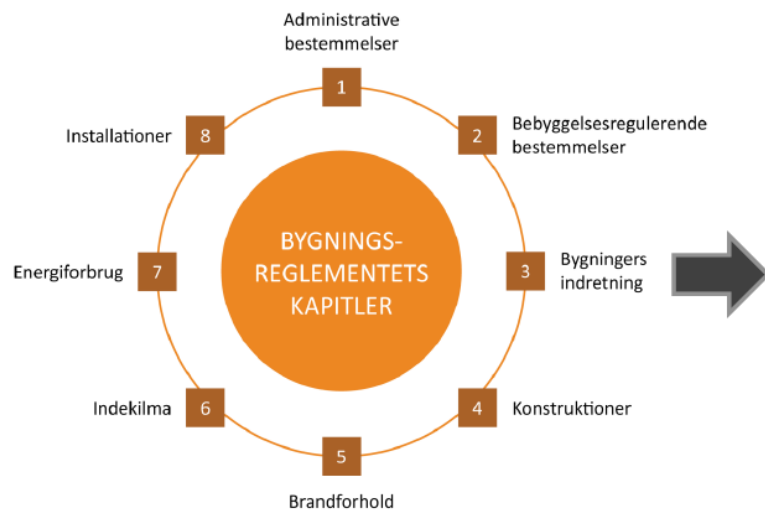 BYGNINGS-
REGLEMENTETS
KAPITLER
1
Administrative
bestemmelser
2
Bebyggelsesregulerende
bestemmelser
3
Bygningers
indretning
4
Konstruktioner
5
Brandforhold
6
Indekilma
7
Energiforbrug
8
Installationer